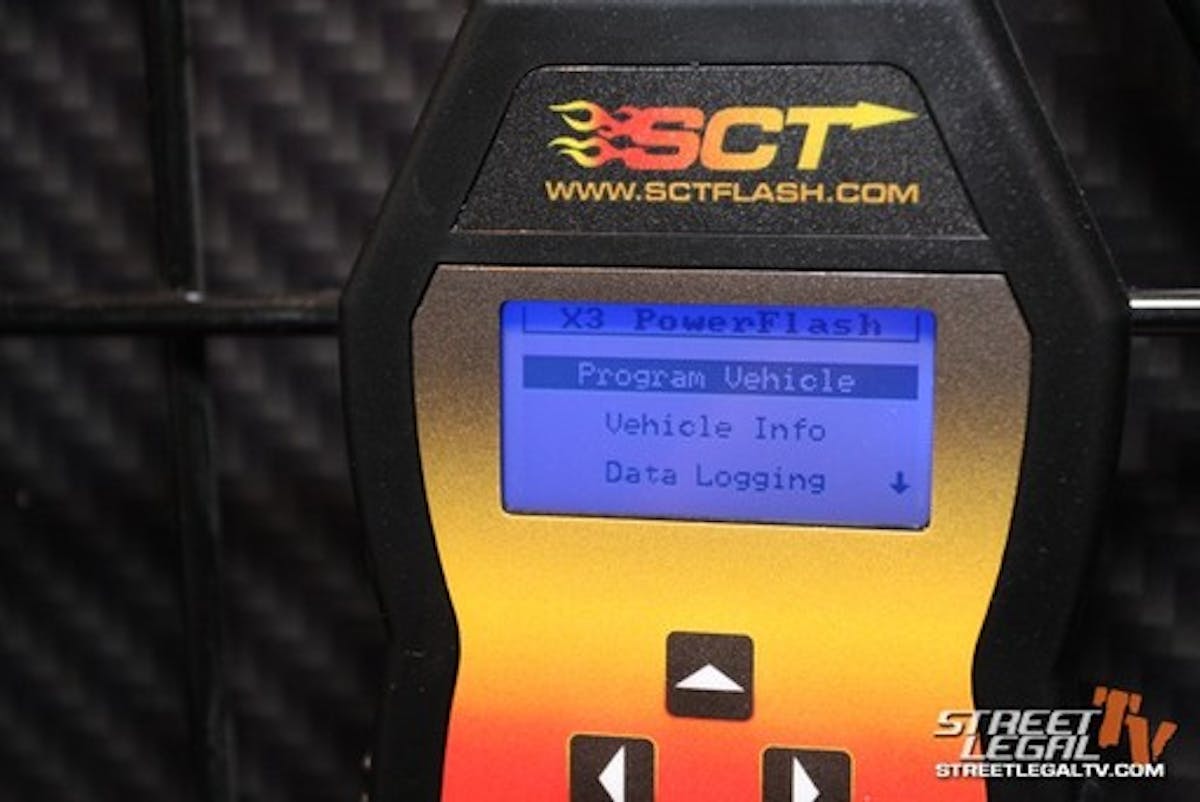 SCT
WWW.SCTFLASH.COM
X3 PowerFlash
Program Vehicle
Vehicle Info
Data Logging
STREET
LEGAL TV
STREETLEGALTV.COM